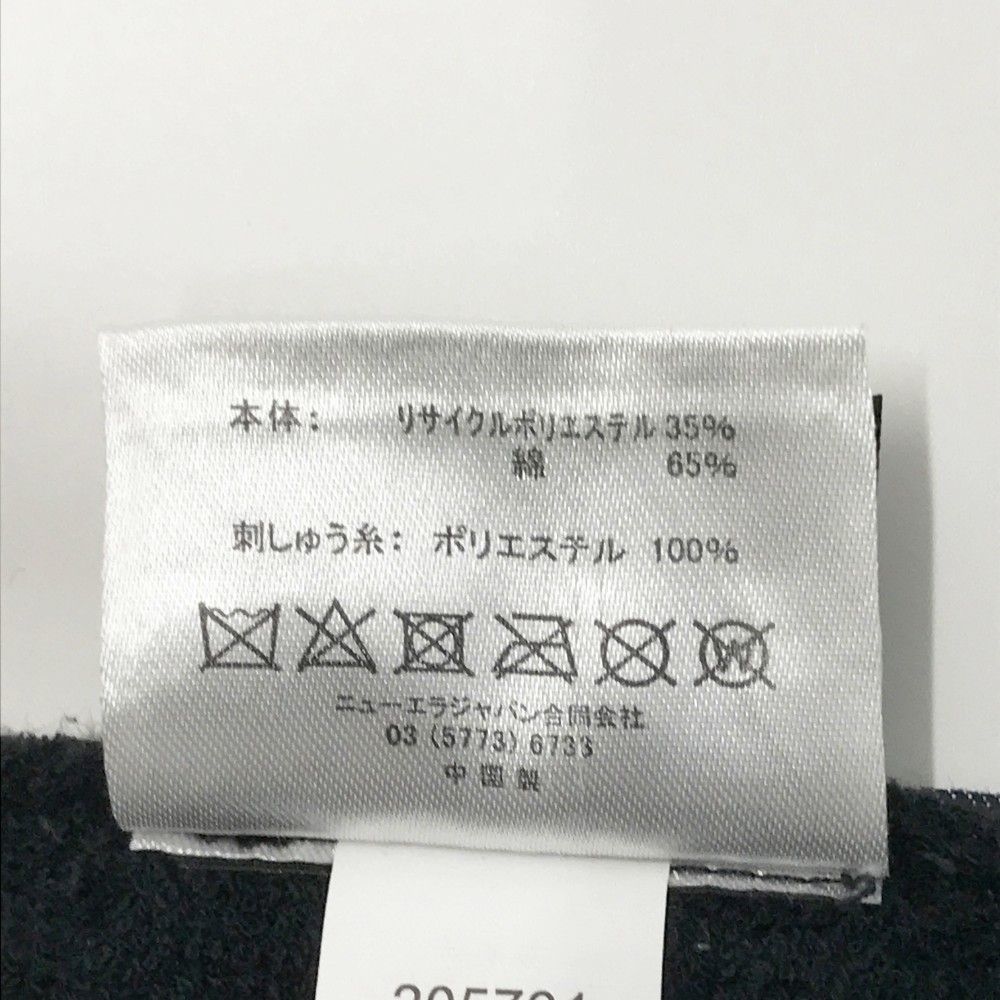 本体: リサイクルポリエステル 35%
綿 65%
刺しゅう糸: ポリエステル 100%
W
ニューエラジャパン合同会社
03 (5773) 6733
中国製